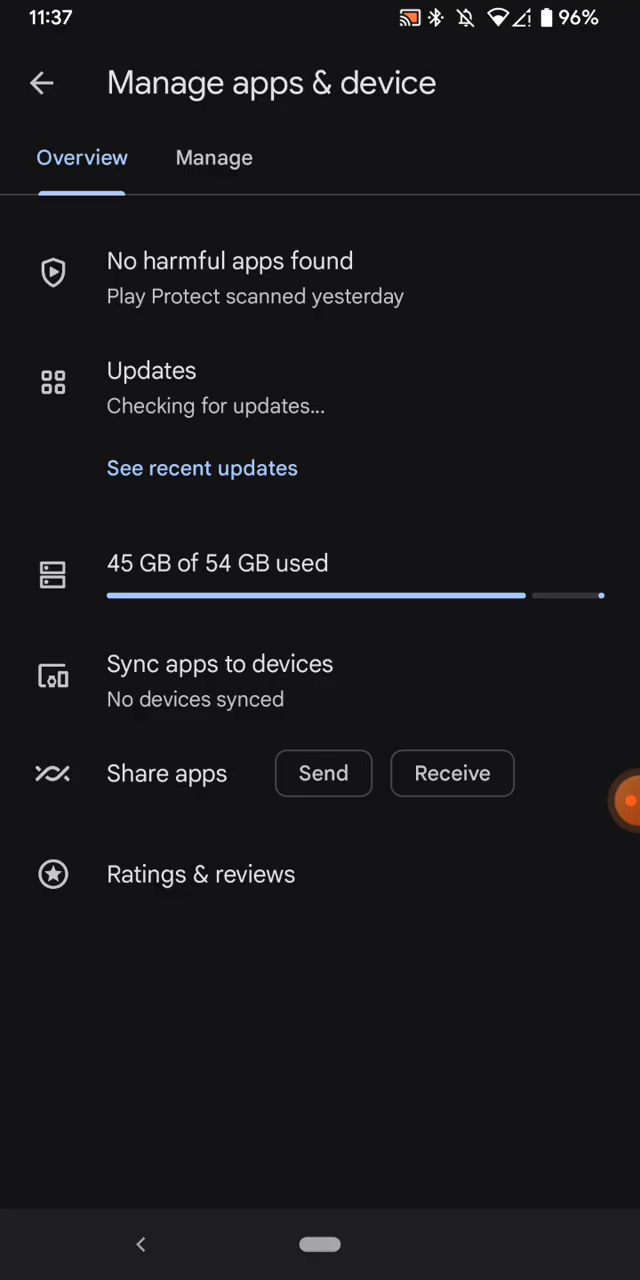 11:37 96%
Manage apps & device
Overview Manage
No harmful apps found
Play Protect scanned yesterday
Updates
Checking for updates...
See recent updates
45 GB of 54 GB used
Sync apps to devices
No devices synced
Share apps Send Receive
Ratings & reviews